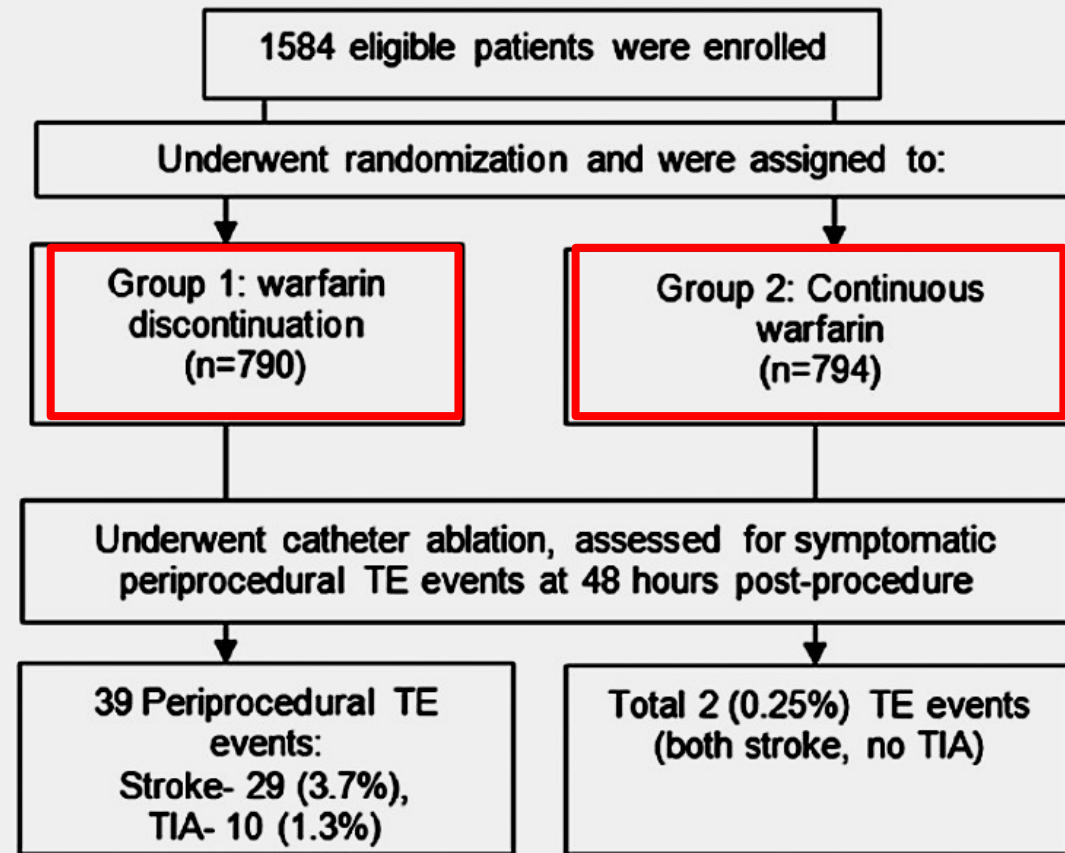 1584 eligible patients were enrolled
Underwent randomization and were assigned to:
Group 1: warfarin
discontinuation
(n=790)
Group 2: Continuous
warfarin
(n=794)
Underwent catheter ablation, assessed for symptomatic
periprocedural TE events at 48 hours post-procedure
39 Periprocedural TE
events:
Stroke- 29 (3.7%),
TIA- 10 (1.3%)
Total 2 (0.25%) TE events
(both stroke, no TIA)